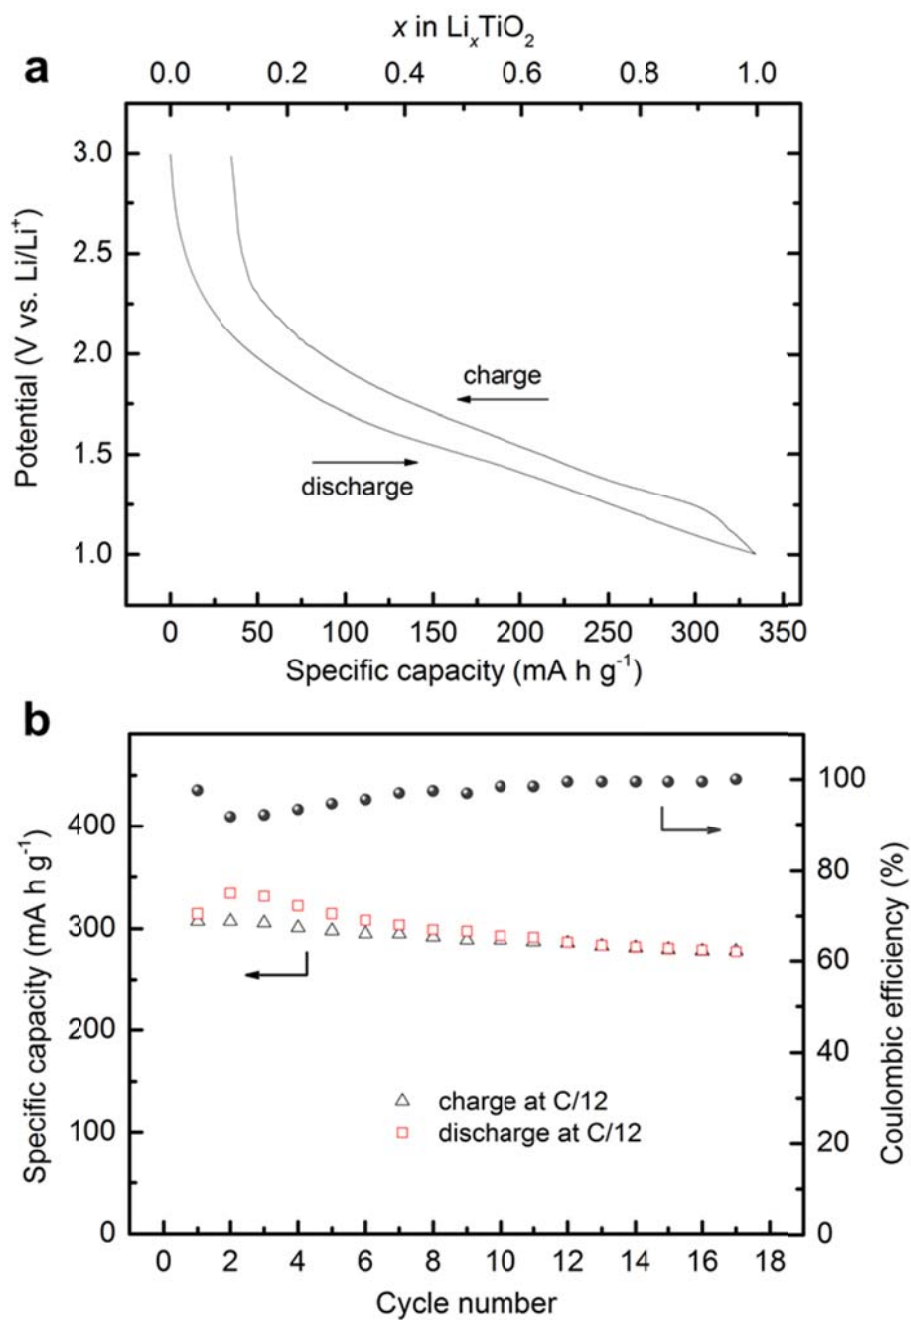 x in LiₓTiO₂
a
0.0 0.2 0.4 0.6 0.8 1.0
Potential (V vs. Li/Li⁺)
3.0
2.5
2.0
1.5
1.0
charge
discharge
0 50 100 150 200 250 300 350
Specific capacity (mA h g⁻¹)
b
Specific capacity (mA h g⁻¹)
400
300
200
100
0
100
80
60
40
20
0
Coulombic efficiency (%)
charge at C/12
discharge at C/12
0 2 4 6 8 10 12 14 16 18
Cycle number